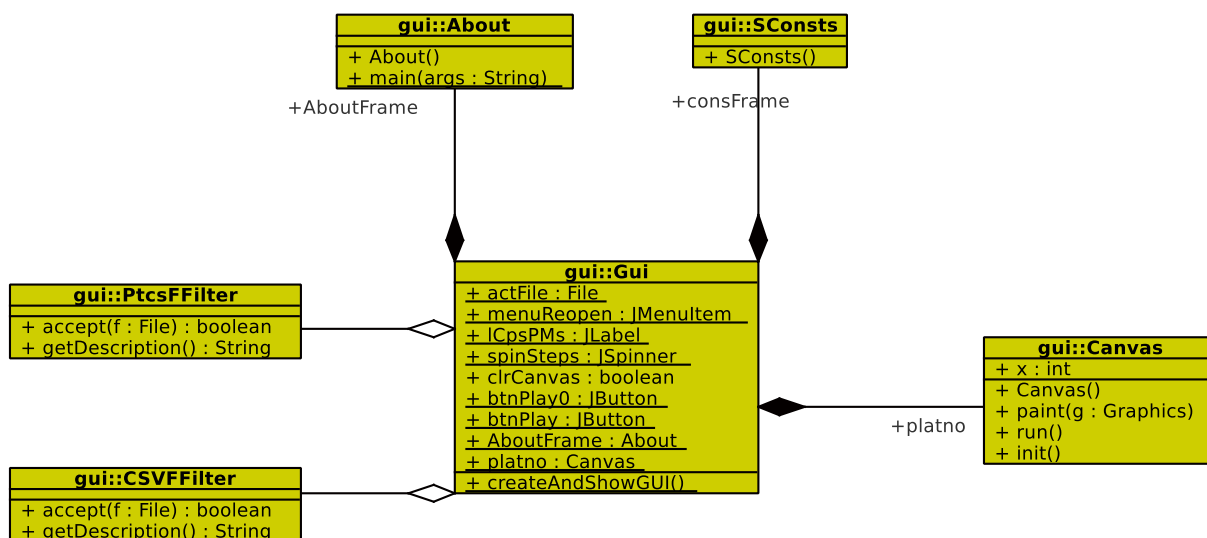 gui::About
+ About()
+ main(args : String)
+AboutFrame
gui::SConsts
+ SConsts()
+consFrame
gui::PtcsFFilter
+ accept(f : File) : boolean
+ getDescription() : String
gui::Gui
+ actFile : File
+ menuReopen : JMenuItem
+ lCpsPMs : JLabel
+ spinSteps : JSpinner
+ clrCanvas : boolean
+ btnPlay0 : JButton
+ btnPlay : JButton
+ AboutFrame : About
+ platno : Canvas
+ createAndShowGUI()
+platno
gui::Canvas
+ x : int
+ Canvas()
+ paint(g : Graphics)
+ run()
+ init()
gui::CSVFFilter
+ accept(f : File) : boolean
+ getDescription() : String